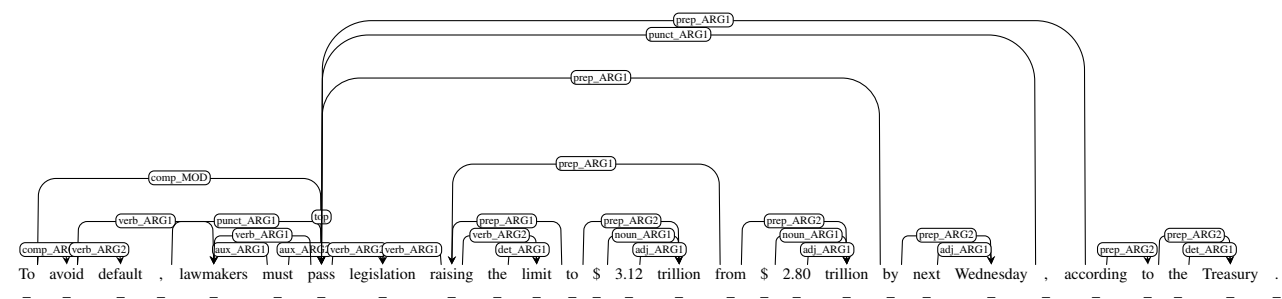 prep_ARG1
punct_ARG1
prep_ARG1
prep_ARG1
comp_MOD
top
verb_ARG1 punct_ARG1 prep_ARG1 prep_ARG2 prep_ARG2
verb_ARG1 verb_ARG2 noun_ARG1 noun_ARG1 prep_ARG2 prep_ARG2
verb_ARG2 aux_ARG1 verb_ARG1 det_ARG1 adj_ARG1 adj_ARG1 adj_ARG1 prep_ARG2 det_ARG1
To avoid default , lawmakers must pass legislation raising the limit to $ 3.12 trillion from $ 2.80 trillion by next Wednesday , according to the Treasury .